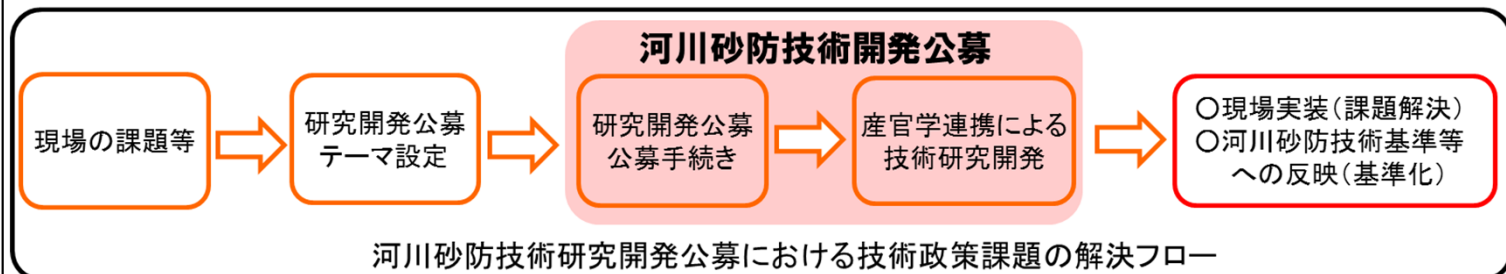 河川砂防技術開発公募
現場の課題等
研究開発公募
テーマ設定
研究開発公募
公募手続き
産官学連携による
技術研究開発
〇現場実装(課題解決)
〇河川砂防技術基準等
への反映(基準化)
河川砂防技術研究開発公募における技術政策課題の解決フロー